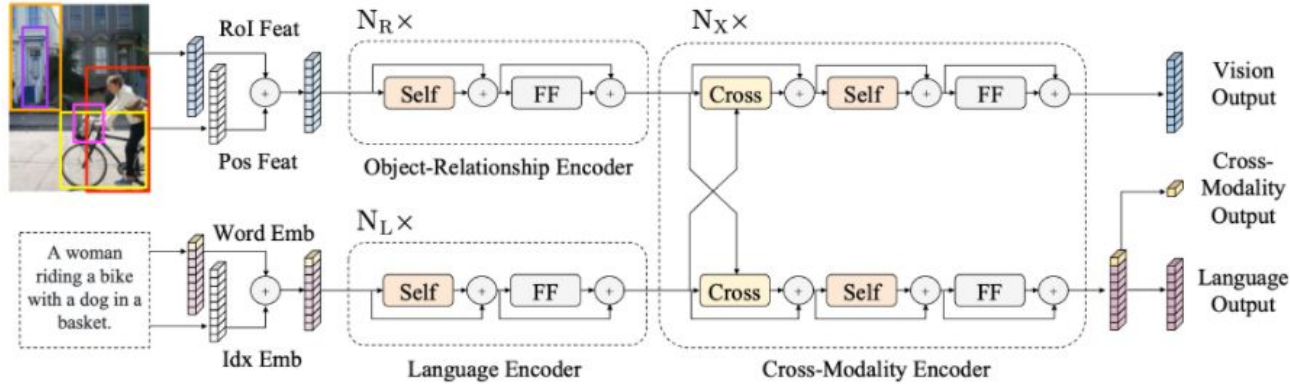 RoI Feat
Pos Feat
N_R ×
Self
+
FF
+
Object-Relationship Encoder
N_X ×
Cross
+
Self
+
FF
+
Vision
Output
Cross-
Modality
Output
A woman
riding a bike
with a dog in a
basket.
Word Emb
Idx Emb
+
+
N_L ×
Self
+
FF
+
Language Encoder
Cross
+
Self
+
FF
+
Cross-Modality Encoder
Language
Output